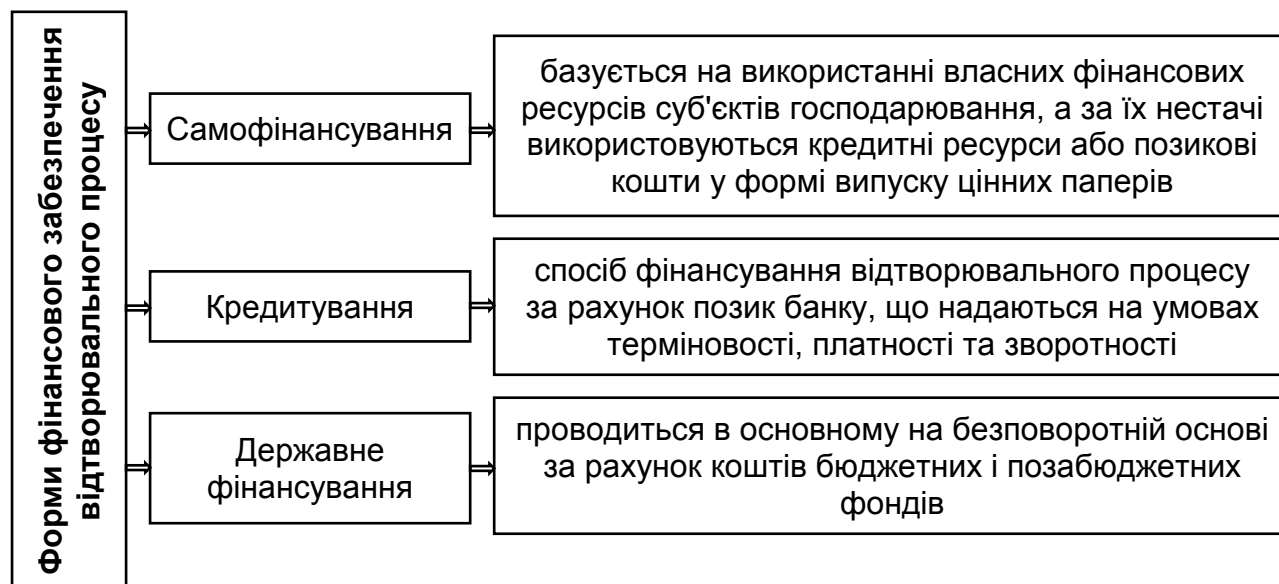 Форми фінансового забезпечення
відтворювального процесу
Самофінансування
базується на використанні власних фінансових
ресурсів суб'єктів господарювання, а за їх нестачі
використовуються кредитні ресурси або позикові
кошти у формі випуску цінних паперів
Кредитування
спосіб фінансування відтворювального процесу
за рахунок позик банку, що надаються на умовах
терміновості, платності та зворотності
Державне
фінансування
проводиться в основному на безповоротній основі
за рахунок коштів бюджетних і позабюджетних
фондів